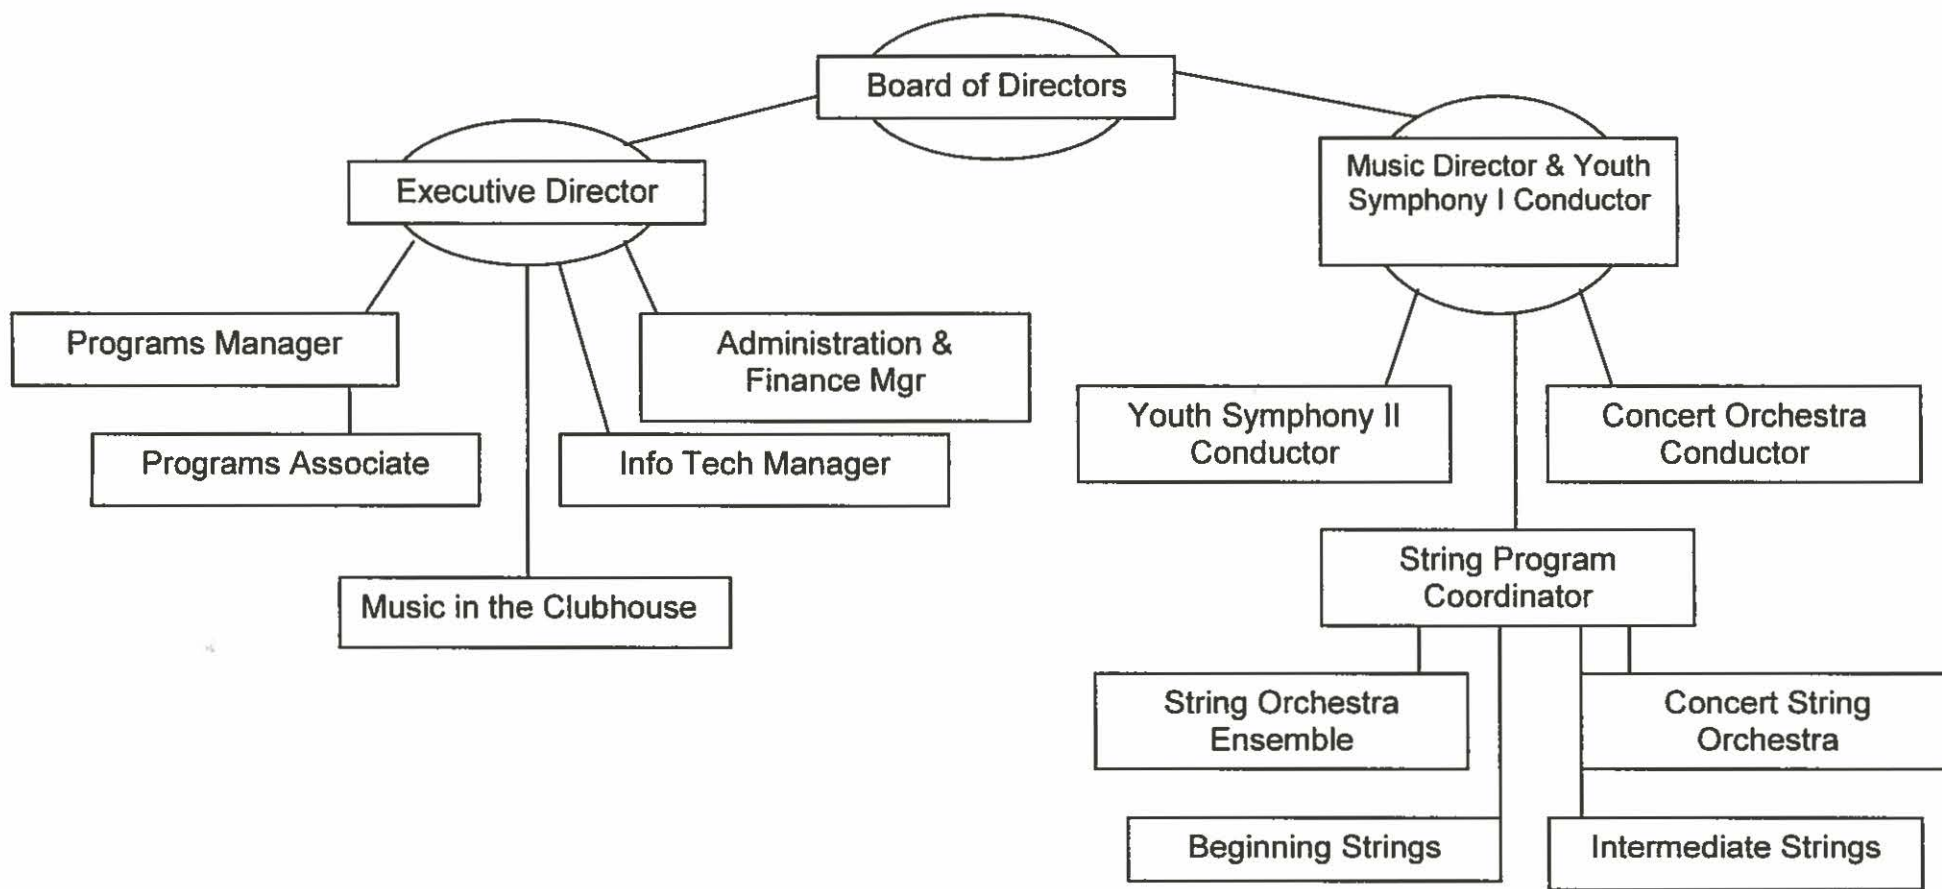 Board of Directors
Executive Director
Music Director & Youth
Symphony I Conductor
Programs Manager
Administration &
Finance Mgr
Programs Associate
Info Tech Manager
Music in the Clubhouse
Youth Symphony II
Conductor
Concert Orchestra
Conductor
String Program
Coordinator
String Orchestra
Ensemble
Concert String
Orchestra
Beginning Strings
Intermediate Strings